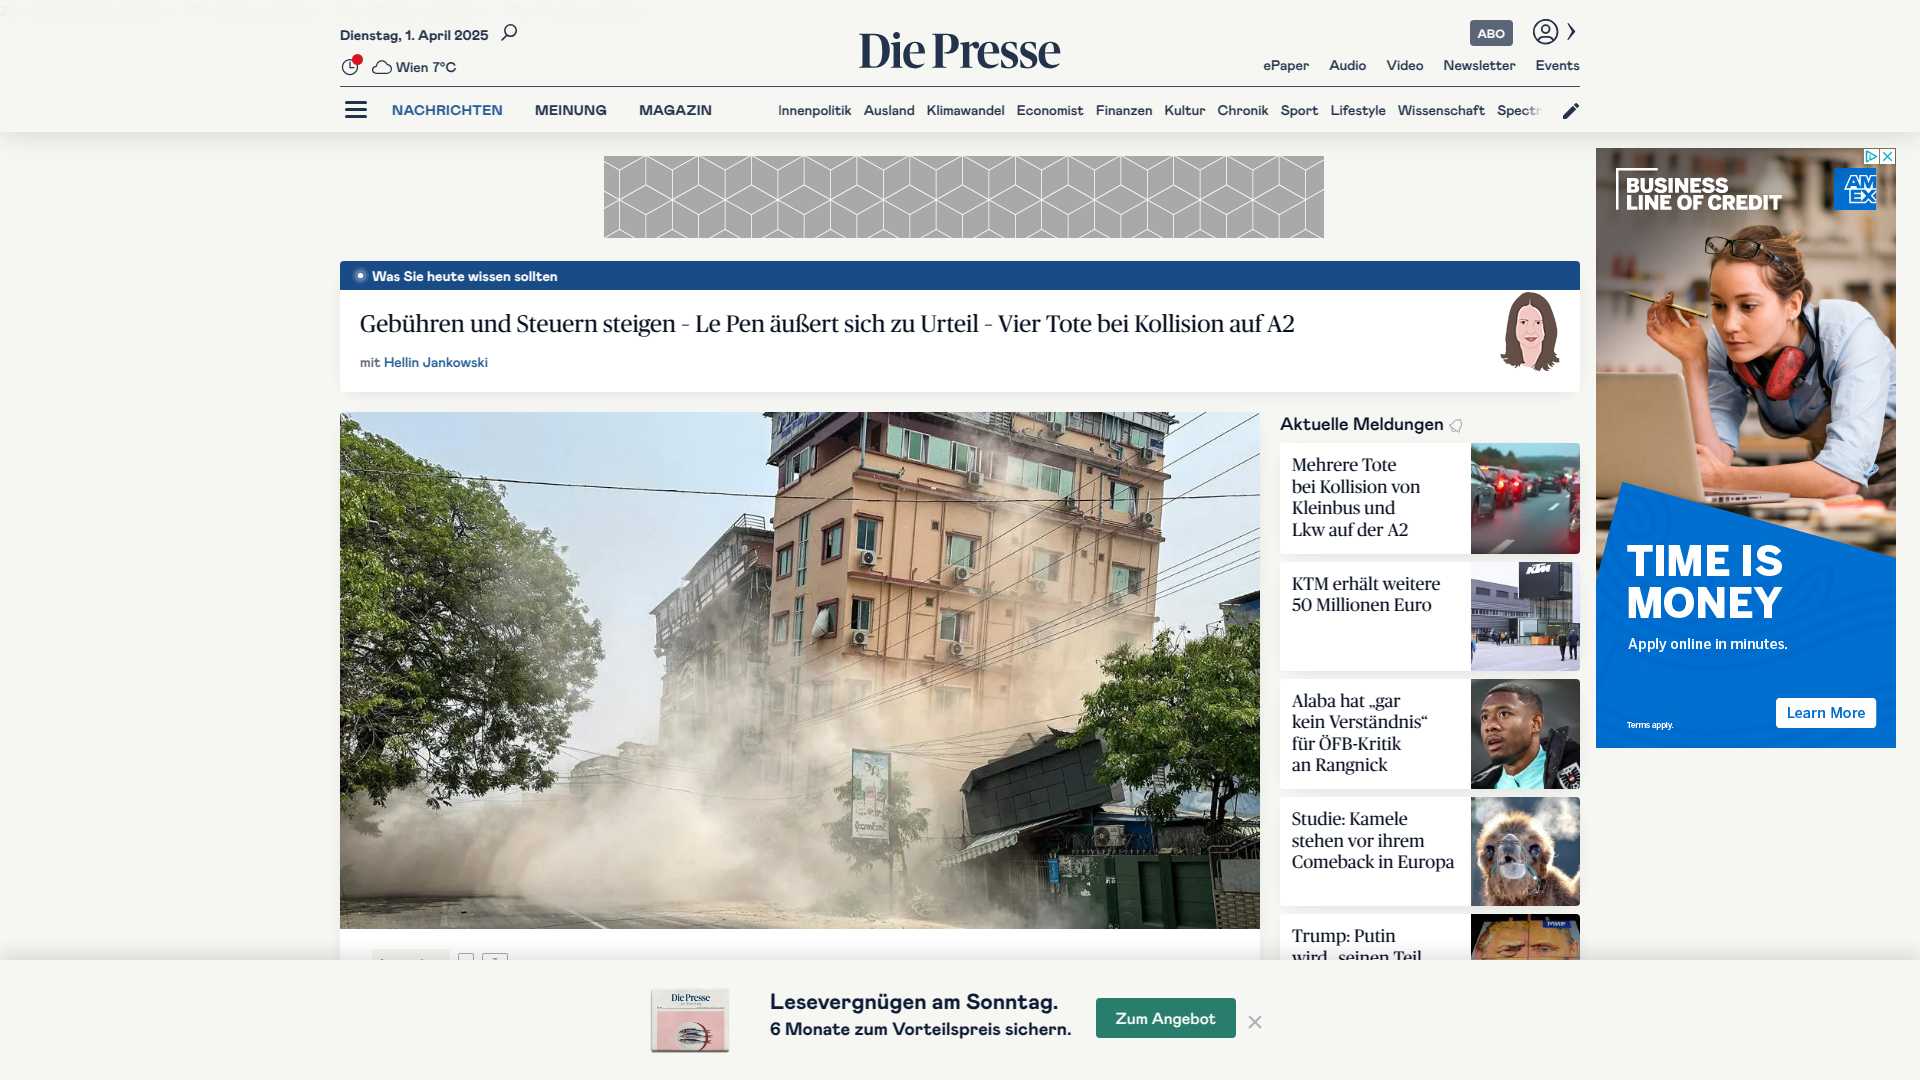 Dienstag, 1. April 2025
Die Presse
ABO
Wien 7°C
ePaper Audio Video Newsletter Events
NACHRICHTEN MEINUNG MAGAZIN
Innenpolitik Ausland Klimawandel Economist Finanzen Kultur Chronik Sport Lifestyle Wissenschaft
Was Sie heute wissen sollten
Gebühren und Steuern steigen – Le Pen äußert sich zu Urteil – Vier Tote bei Kollision auf A2
mit Hellin Jankowski
Aktuelle Meldungen
Mehrere Tote
bei Kollision von
Kleinbus und
Lkw auf der A2
KTM
KTM erhält weitere
50 Millionen Euro
Alaba hat „gar
kein Verständnis“
für ÖFB-Kritik
an Rangnick
Studie: Kamele
stehen vor ihrem
Comeback in Europa
Trump: Putin
wird „seinen Teil
BUSINESS
LINE OF CREDIT
AM
EX
TIME IS
MONEY
Apply online in minutes.
Learn More
Terms apply.
Die Presse
Lesevergnügen am Sonntag.
6 Monate zum Vorteilspreis sichern.
Zum Angebot